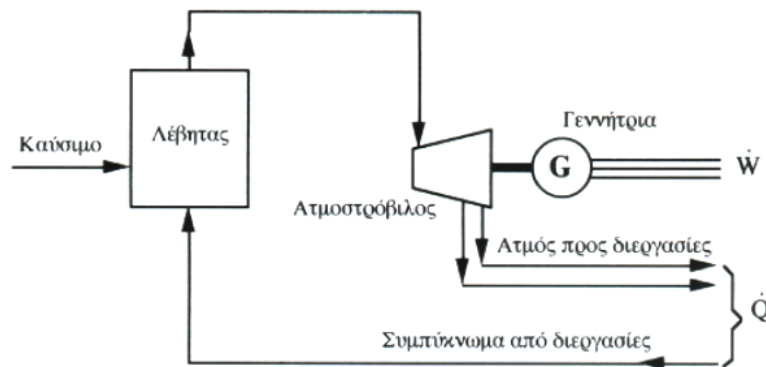 Καύσιμο
Λέβητας
Ατμοστρόβιλος
Γεννήτρια
G
Ẇ
Ατμός προς διεργασίες
Q̇
Συμπύκνωμα από διεργασίες